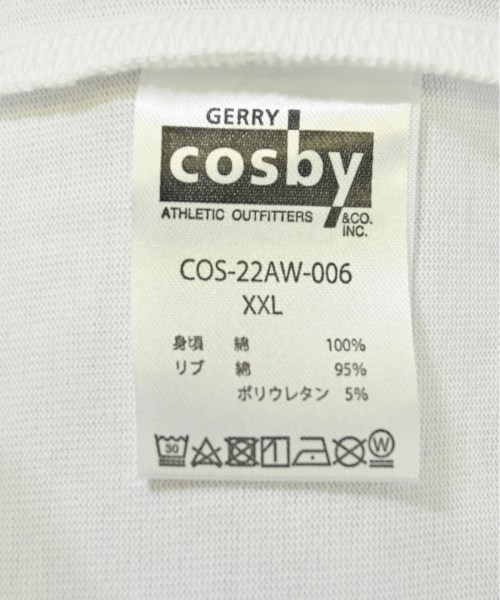 GERRY
cosby
ATHLETIC OUTFITTERS &CO. INC.
COS-22AW-006
XXL
身頃 綿 100%
リブ 綿 95%
ポリウレタン 5%
30 W